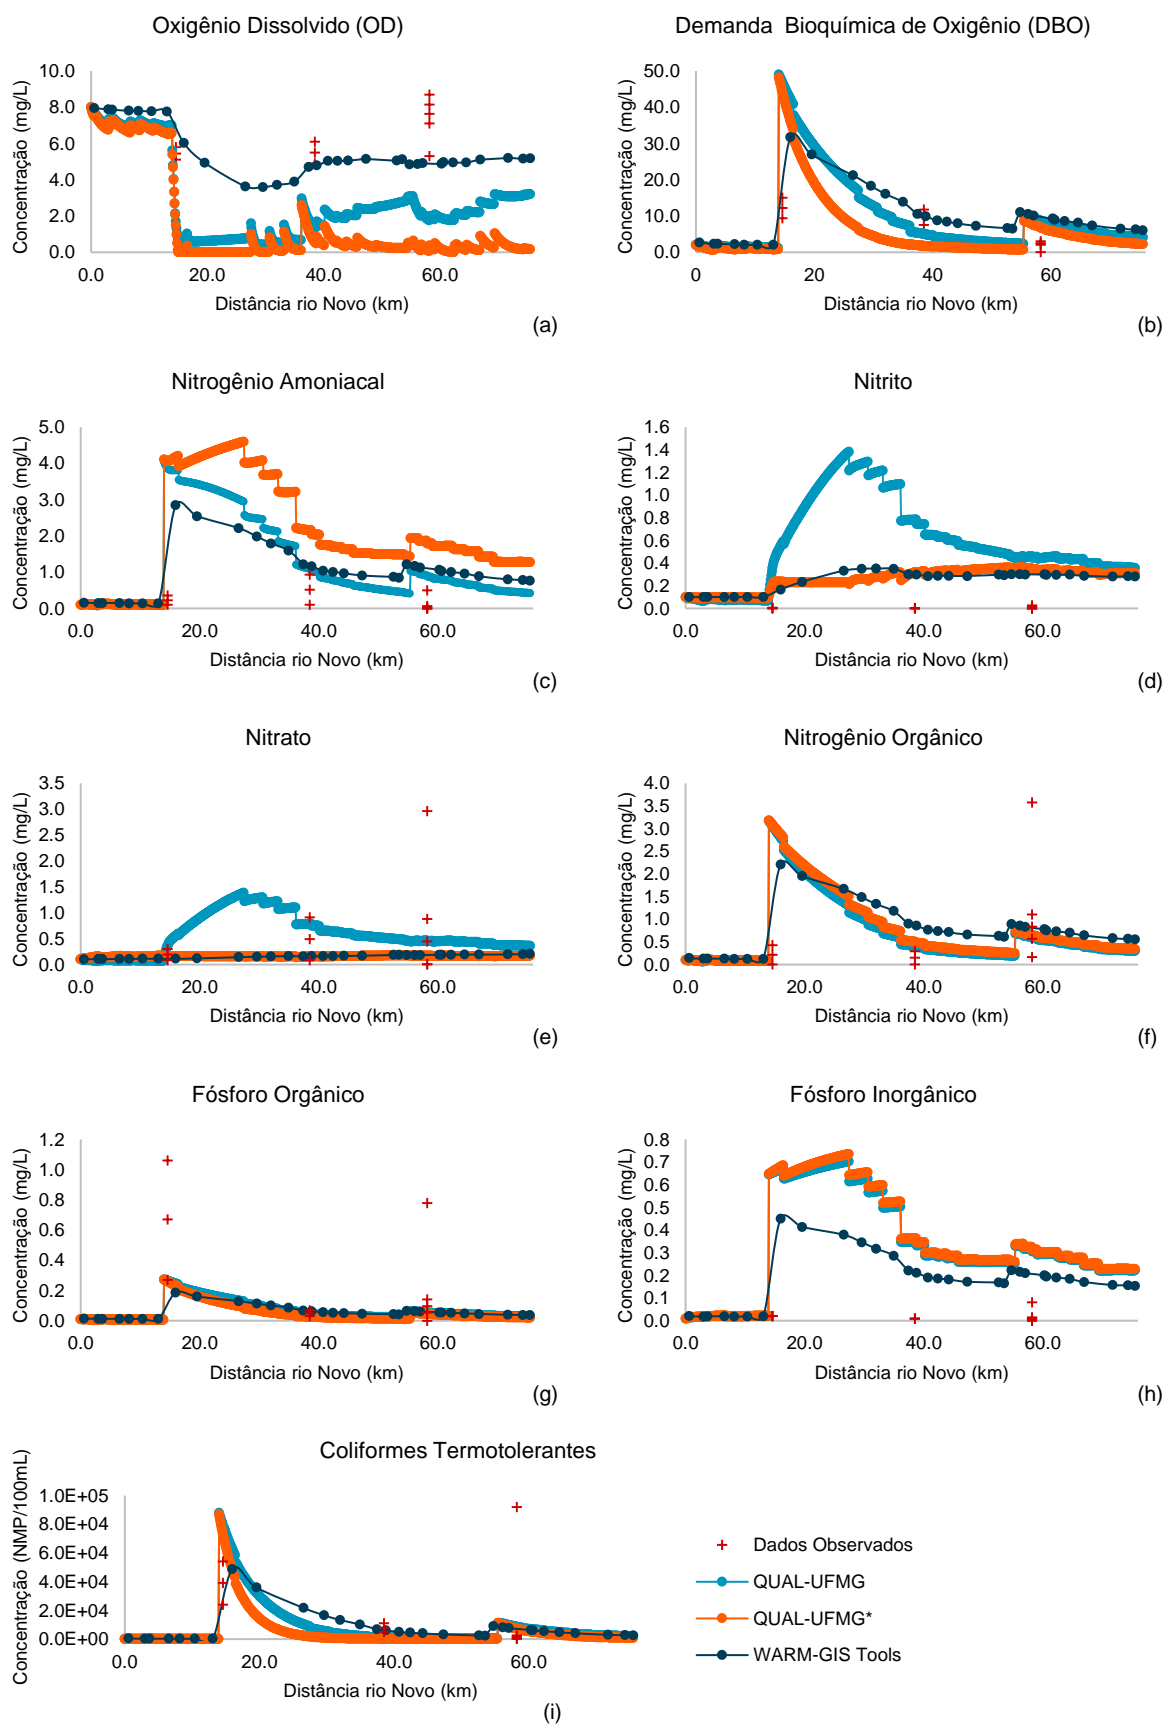 Oxigênio Dissolvido (OD)
Concentração (mg/L)
10.0
8.0
6.0
4.0
2.0
0.0
0.0 20.0 40.0 60.0
Distância rio Novo (km)
(a)
Demanda Bioquímica de Oxigênio (DBO)
Concentração (mg/L)
50.0
40.0
30.0
20.0
10.0
0.0
0 20 40 60
Distância rio Novo (km)
(b)
Nitrogênio Amoniacal
Concentração (mg/L)
5.0
4.0
3.0
2.0
1.0
0.0
0.0 20.0 40.0 60.0
Distância rio Novo (km)
(c)
Nitrito
Concentração (mg/L)
1.6
1.4
1.2
1.0
0.8
0.6
0.4
0.2
0.0
0.0 20.0 40.0 60.0
Distância rio Novo (km)
(d)
Nitrato
Concentração (mg/L)
3.5
3.0
2.5
2.0
1.5
1.0
0.5
0.0
0.0 20.0 40.0 60.0
Distância rio Novo (km)
(e)
Nitrogênio Orgânico
Concentração (mg/L)
4.0
3.5
3.0
2.5
2.0
1.5
1.0
0.5
0.0
0.0 20.0 40.0 60.0
Distância rio Novo (km)
(f)
Fósforo Orgânico
Concentração (mg/L)
1.2
1.0
0.8
0.6
0.4
0.2
0.0
0.0 20.0 40.0 60.0
Distância rio Novo (km)
(g)
Fósforo Inorgânico
Concentração (mg/L)
0.8
0.7
0.6
0.5
0.4
0.3
0.2
0.1
0.0
0.0 20.0 40.0 60.0
Distância rio Novo (km)
(h)
Coliformes Termotolerantes
Concentração (NMP/100mL)
1.0E+05
8.0E+04
6.0E+04
4.0E+04
2.0E+04
0.0E+00
0.0 20.0 40.0 60.0
Distância rio Novo (km)
(i)
Dados Observados
QUAL-UFMG
QUAL-UFMG*
WARM-GIS Tools